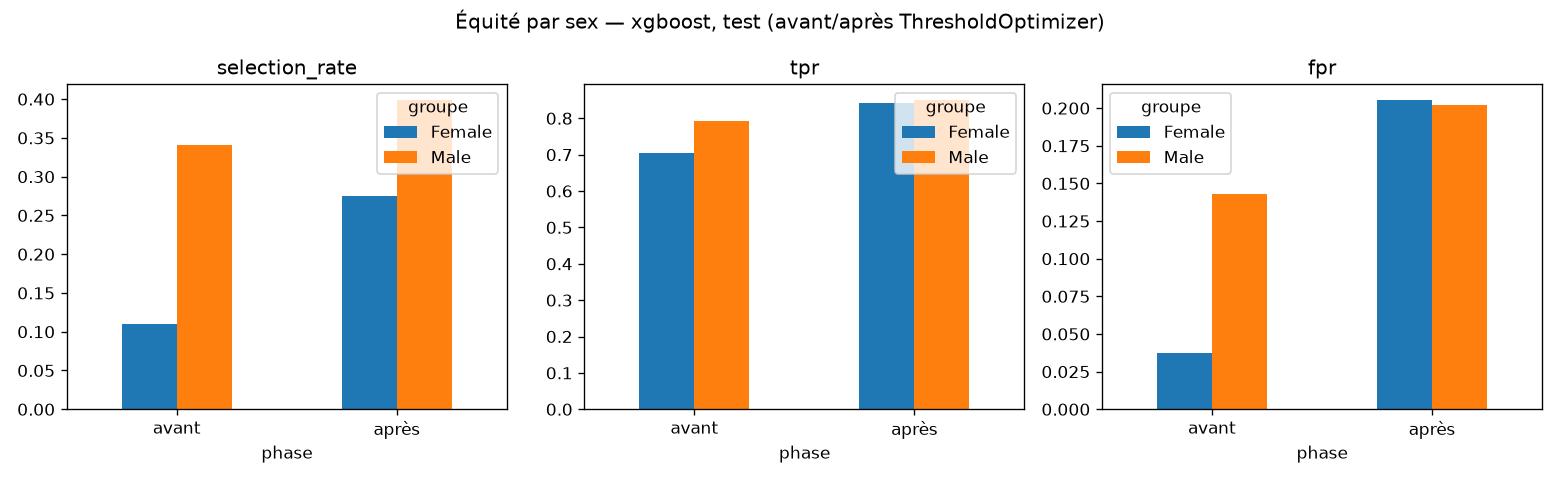 Équité par sex — xgboost, test (avant/après ThresholdOptimizer)
selection_rate
0.40
0.35
0.30
0.25
0.20
0.15
0.10
0.05
0.00
groupe
Female
Male
avant
après
phase
tpr
0.8
0.7
0.6
0.5
0.4
0.3
0.2
0.1
0.0
groupe
Female
Male
avant
après
phase
fpr
0.200
0.175
0.150
0.125
0.100
0.075
0.050
0.025
0.000
groupe
Female
Male
avant
après
phase